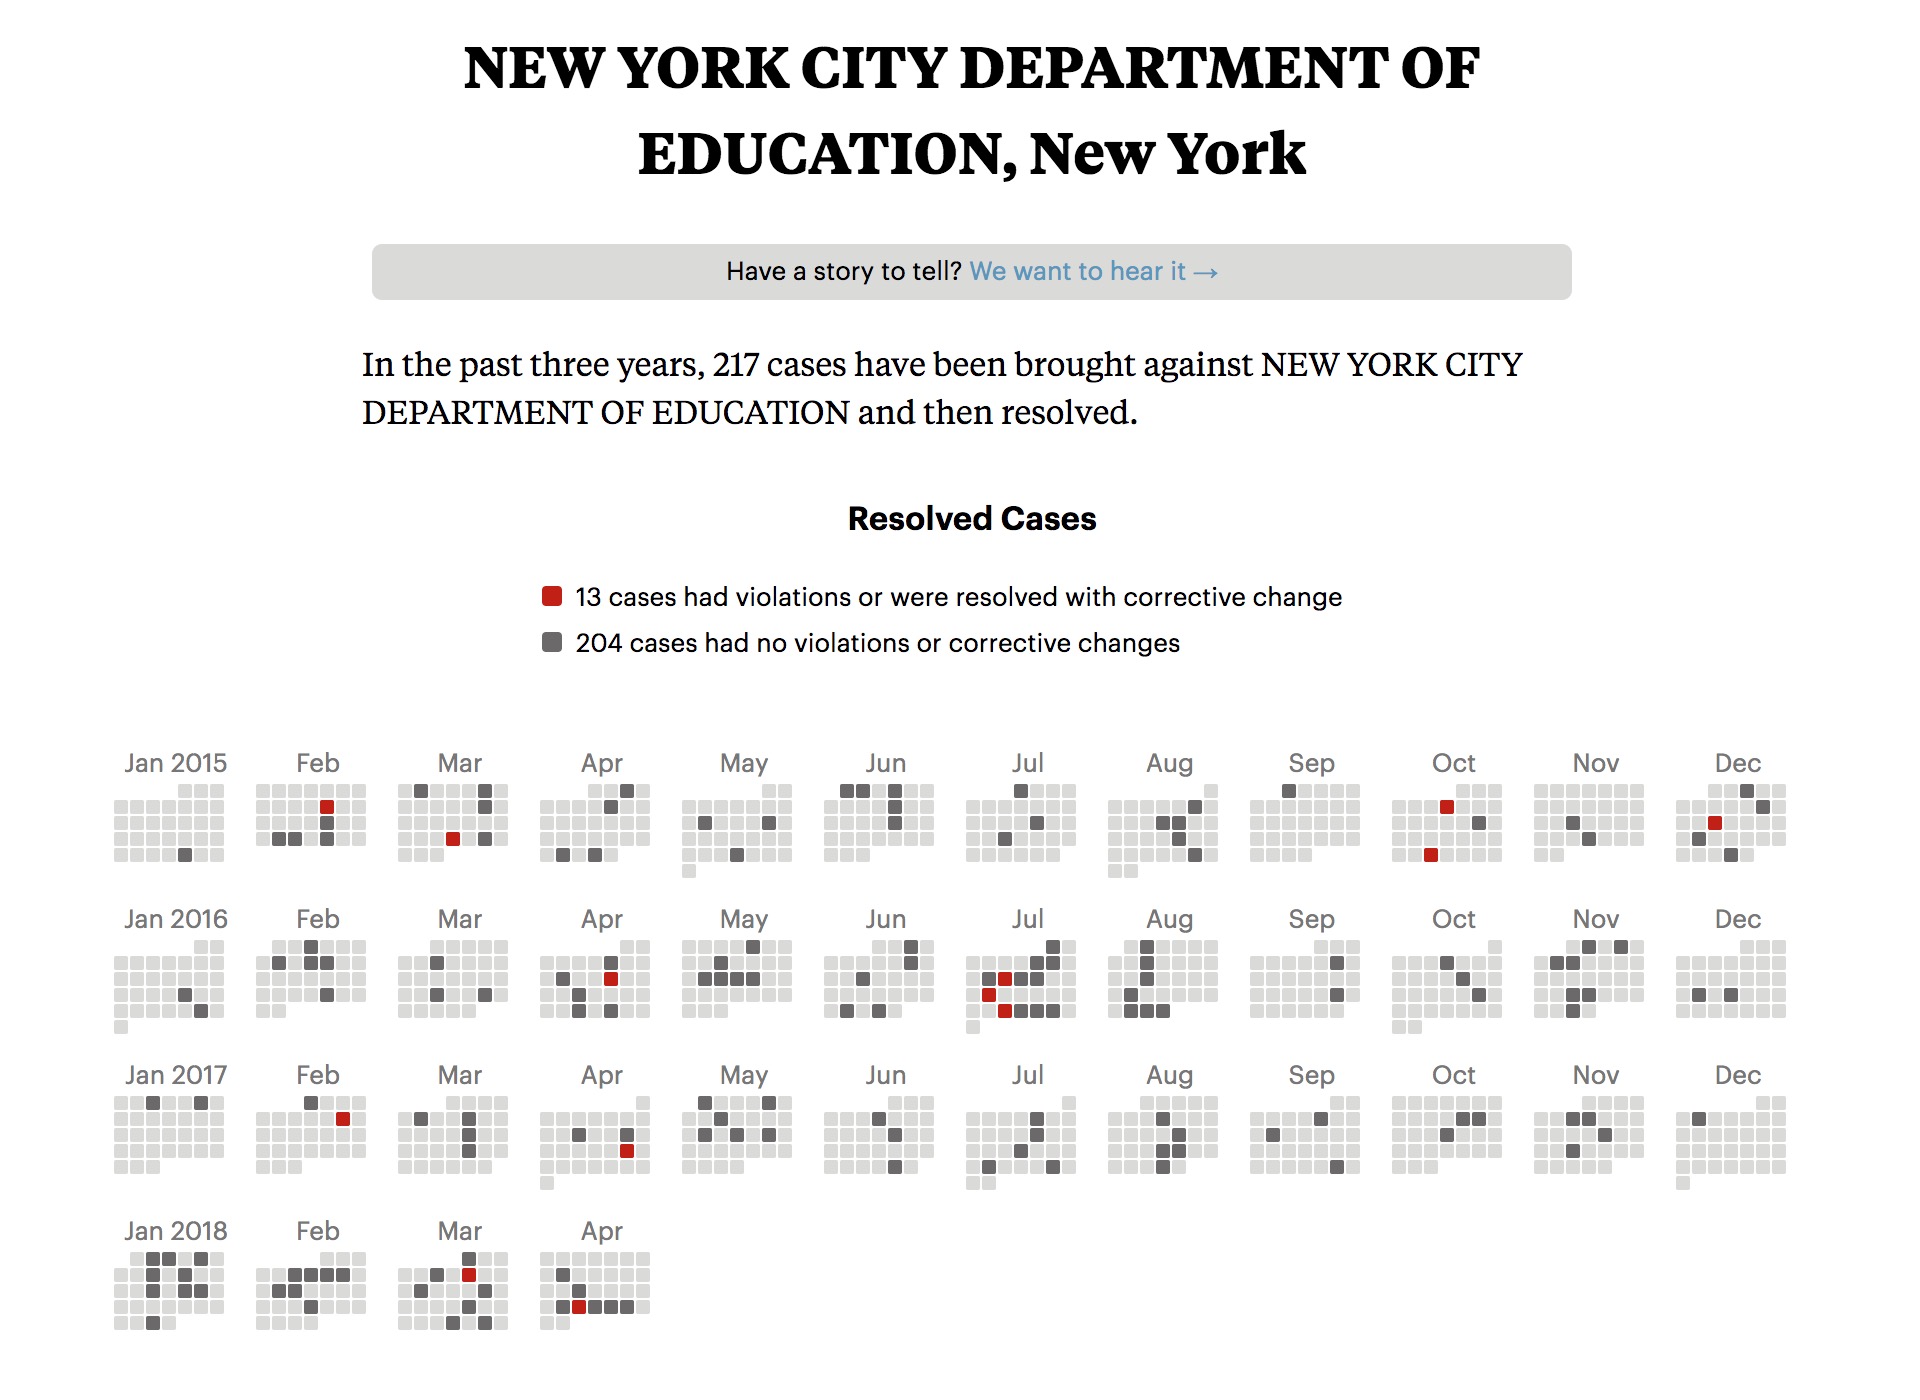 NEW YORK CITY DEPARTMENT OF
EDUCATION, New York
Have a story to tell? We want to hear it →
In the past three years, 217 cases have been brought against NEW YORK CITY
DEPARTMENT OF EDUCATION and then resolved.
Resolved Cases
13 cases had violations or were resolved with corrective change
204 cases had no violations or corrective changes
Jan 2015 Feb Mar Apr May Jun Jul Aug Sep Oct Nov Dec
Jan 2016 Feb Mar Apr May Jun Jul Aug Sep Oct Nov Dec
Jan 2017 Feb Mar Apr May Jun Jul Aug Sep Oct Nov Dec
Jan 2018 Feb Mar Apr